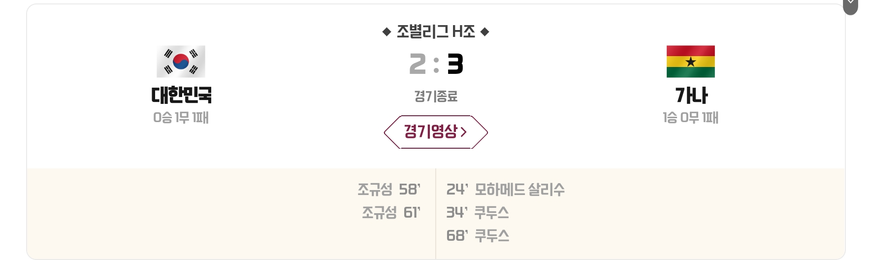 ◆ 조별리그 H조 ◆
2 : 3
대한민국
경기종료
가나
0승 1무 1패
1승 0무 1패
경기영상 >
조규성 58' 24' 모하메드 살리수
조규성 61' 34' 쿠두스
68' 쿠두스